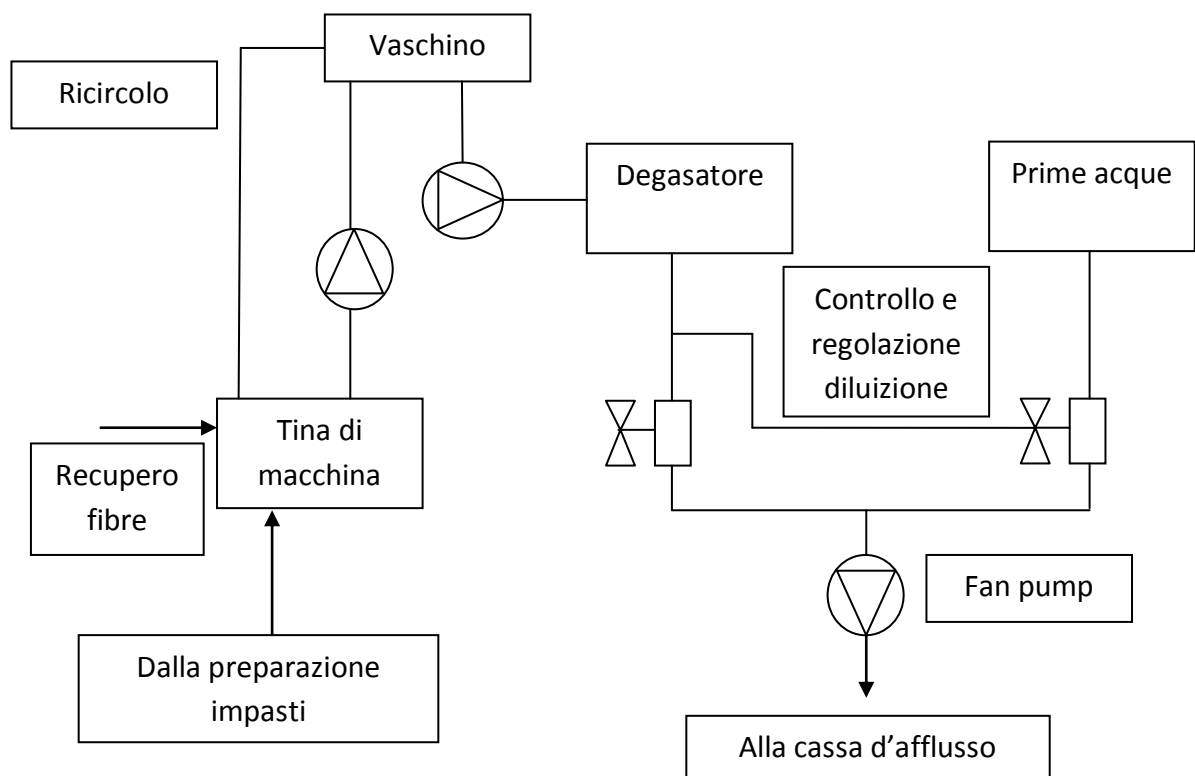 Vaschino
Ricircolo
Degasatore
Prime acque
Controllo e
regolazione
diluizione
Tina di
macchina
Recupero
fibre
Fan pump
Dalla preparazione
impasti
Alla cassa d’afflusso